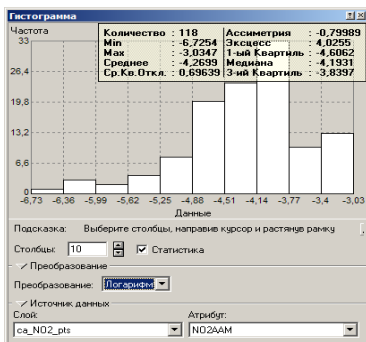 Гистограмма
Частота
Количество : 118 Ассиметрия : -0,79989
Min : -6,7254 Эксцесс : 4,0255
Max : -3,0347 1-ый Квартиль : -4,6062
Среднее : -4,2699 Медиана : -4,1931
Ср.Кв.Откл. : 0,69639 3-ий Квартиль : -3,8397
33
26,4
19,8
13,2
6,6
0
-6,73 -6,36 -5,99 -5,62 -5,25 -4,88 -4,51 -4,14 -3,77 -3,4 -3,03
Данные
Подсказка: Выберите столбцы, направив курсор и растянув рамку
Столбцы: 10 Статистика
Преобразование
Преобразование: Логарифм
Источник данных
Слой: Атрибут:
ca_NO2_pts NO2AAM